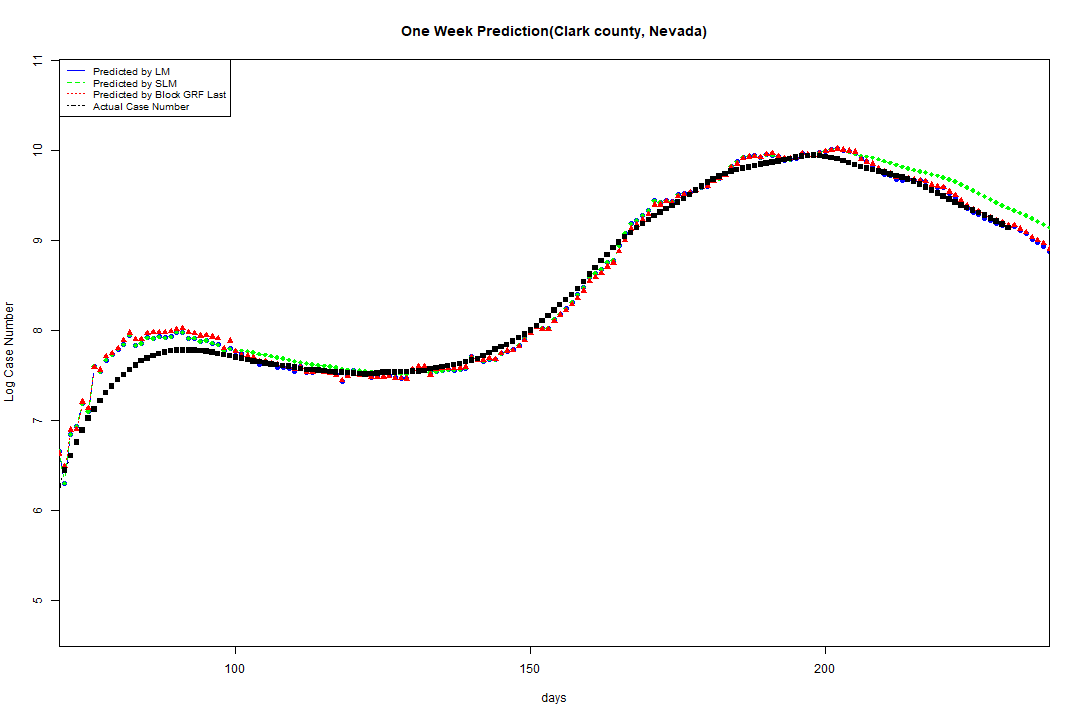 One Week Prediction(Clark county, Nevada)
Predicted by LM
Predicted by SLM
Predicted by Block GRF Last
Actual Case Number
11
10
9
8
7
6
5
Log Case Number
100 150 200
days